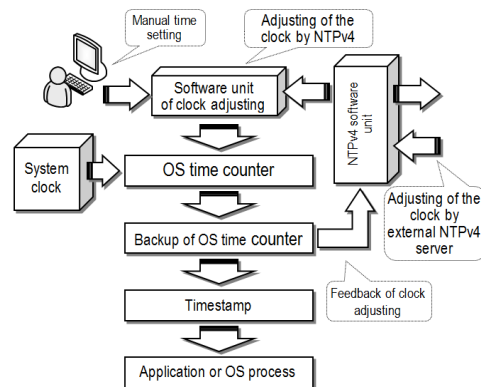 Manual time
setting
Adjusting of the
clock by NTPv4
Software unit
of clock adjusting
NTPv4 software
unit
System
clock
OS time counter
Adjusting of the
clock by
external NTPv4
server
Backup of OS time counter
Feedback of clock
adjusting
Timestamp
Application or OS process